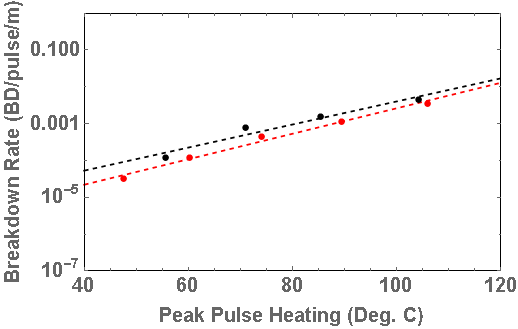 Breakdown Rate (BD/pulse/m)
0.100
0.001
10⁻⁵
10⁻⁷
40 60 80 100 120
Peak Pulse Heating (Deg. C)